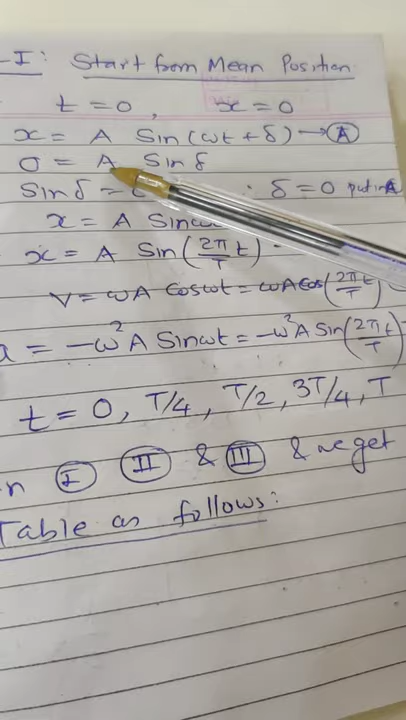 -I: Start from Mean Position
t = 0, x = 0
x = A Sin (ωt + δ) → Ⓐ
0 = A Sin δ
Sin δ = δ = 0 put in A
x = A Sin
x = A Sin (2π/T t)
v = ωA Cos ωt = ωA Cos (2π/T t)
a = -ω² A Sin ωt = -ω² A Sin (2π/T t)
t = 0, T/4, T/2, 3T/4, T
n Ⓘ Ⓘ Ⓘ & we get
Table as follows: